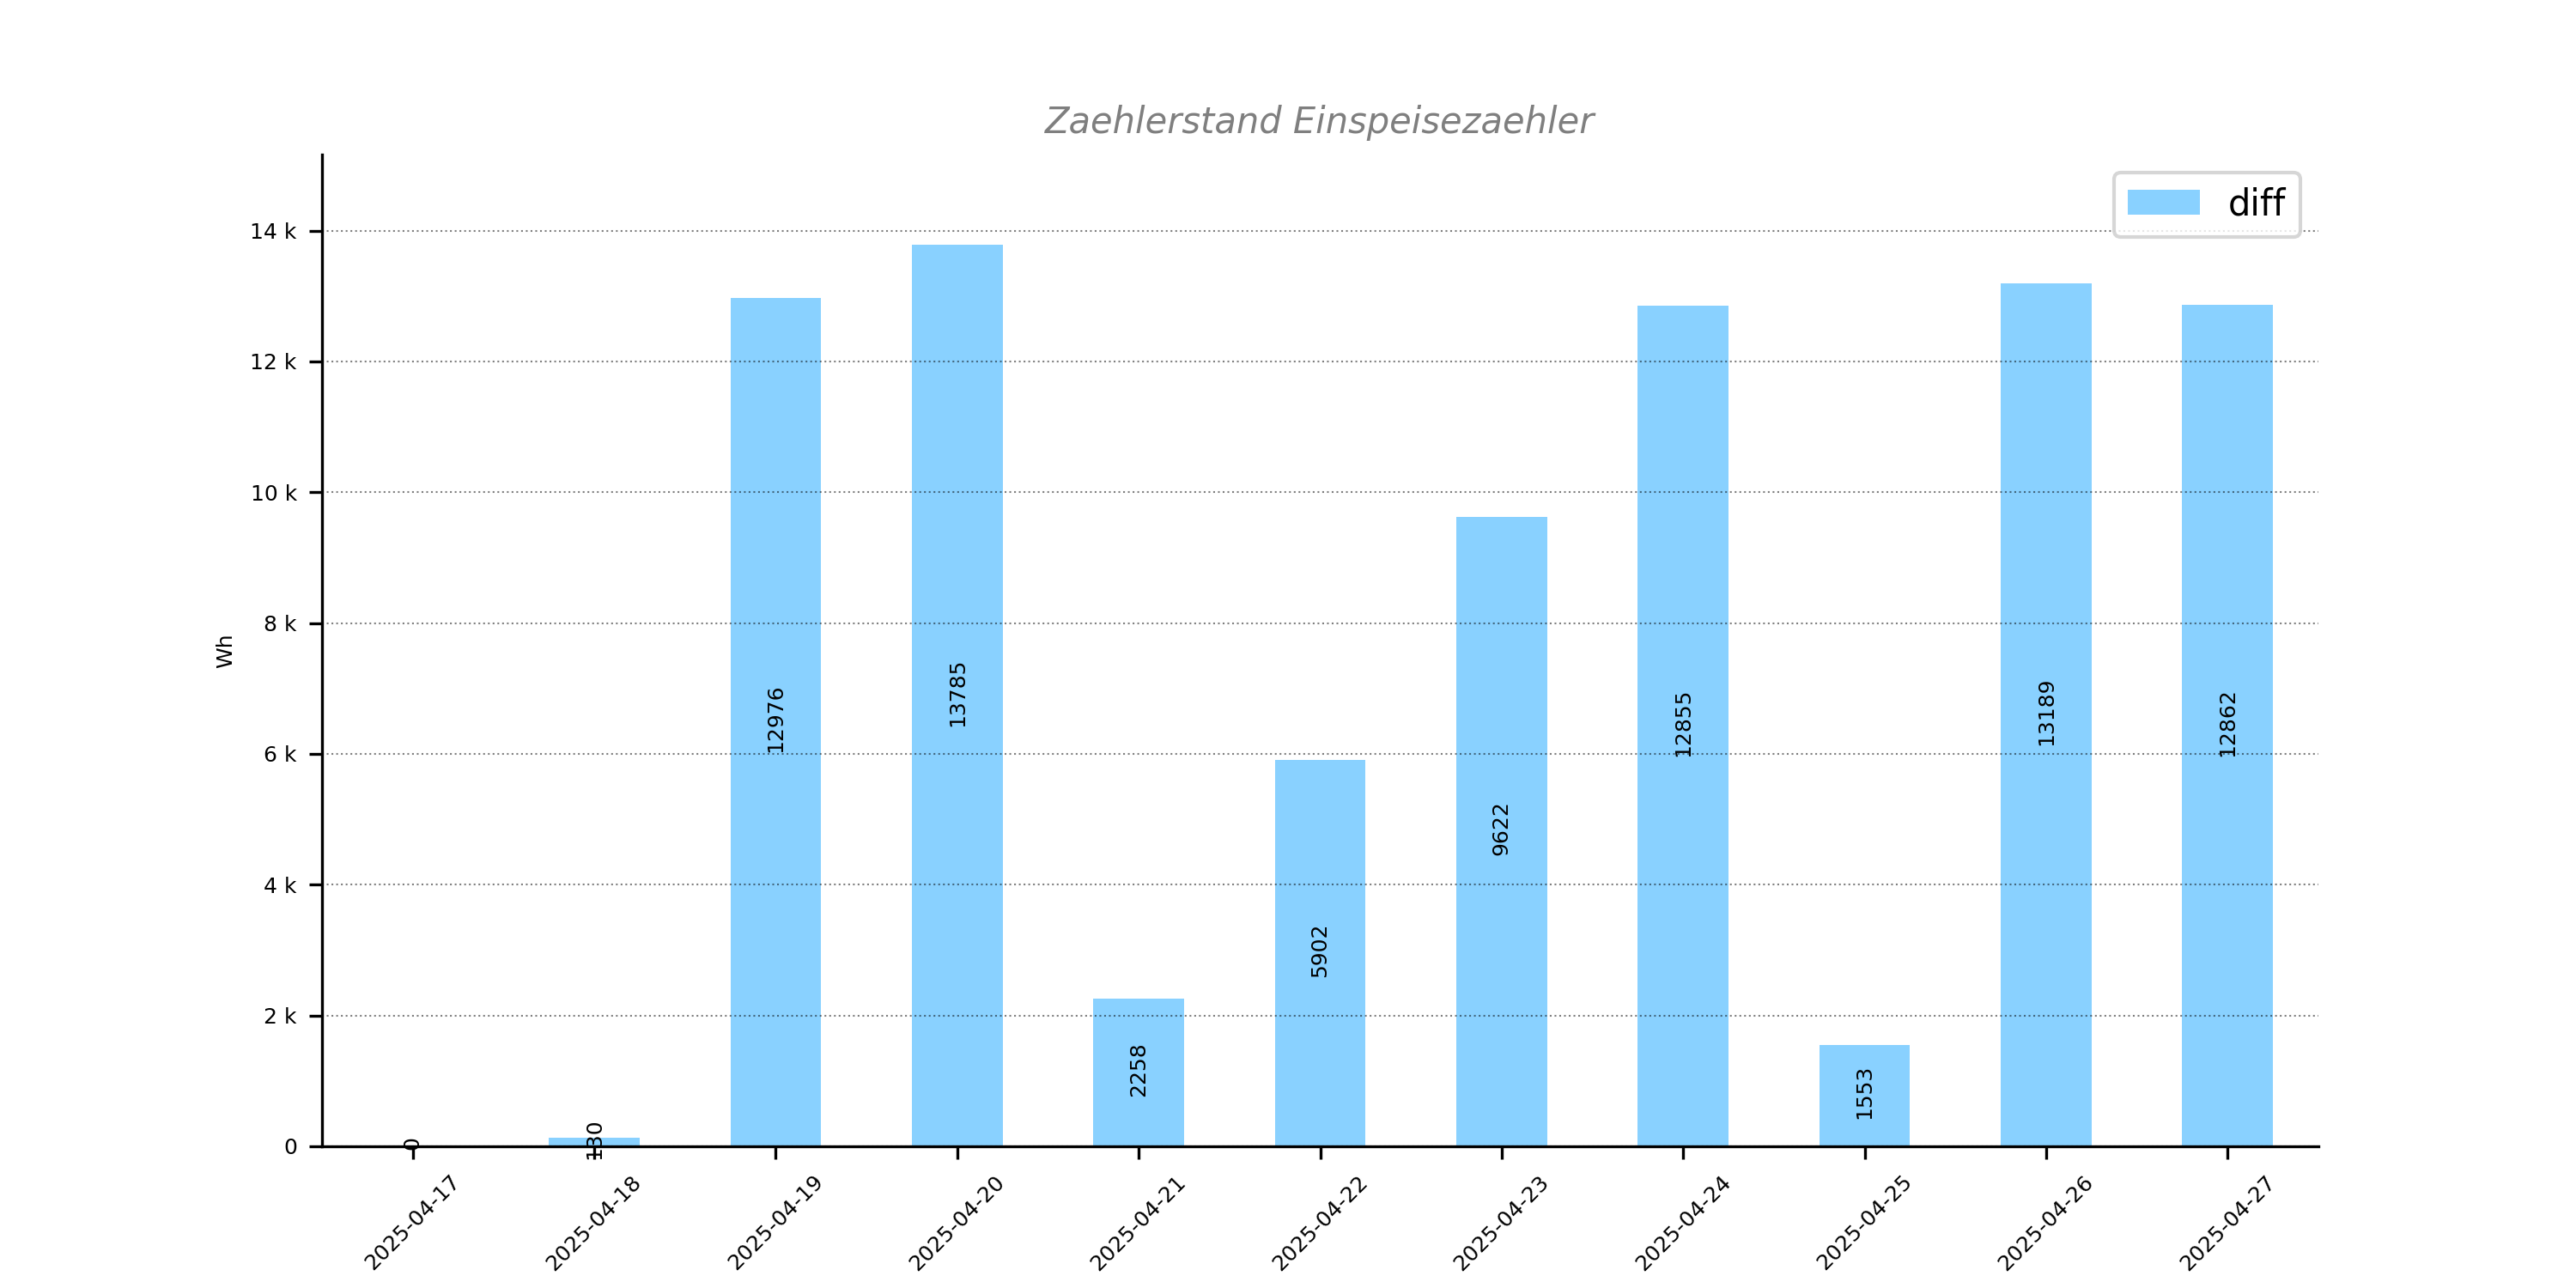 Zaehlerstand Einspeisezaehler
diff
Wh
14 k
12 k
10 k
8 k
6 k
4 k
2 k
0
0
130
12976
13785
2258
5902
9622
12855
1553
13189
12862
2025-04-17
2025-04-18
2025-04-19
2025-04-20
2025-04-21
2025-04-22
2025-04-23
2025-04-24
2025-04-25
2025-04-26
2025-04-27